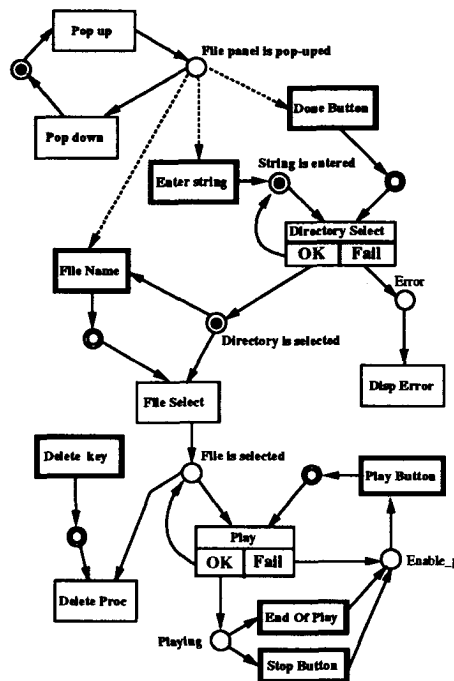 Pop up
File panel is pop-uped
Pop down
Done Button
String is entered
Enter string
Directory Select
OK Fail
File Name
Error
Directory is selected
Disp Error
File Select
Delete key
File is selected
Play Button
Play
OK Fail
Enable_
Delete Proc
End Of Play
Playing
Stop Button